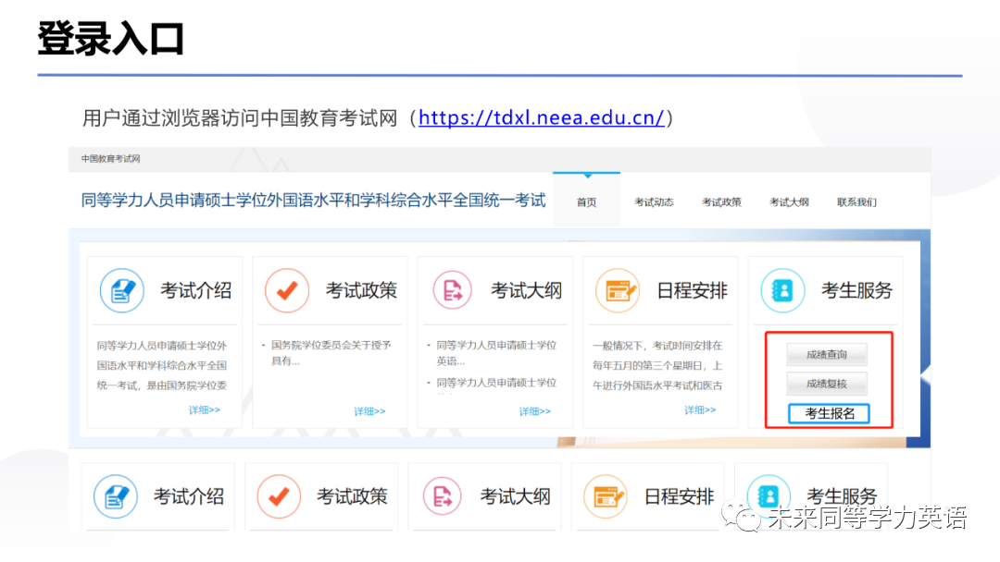 登录入口
用户通过浏览器访问中国教育考试网（https://tdxl.neea.edu.cn/）
中国教育考试网
同等学力人员申请硕士学位外国语水平和学科综合水平全国统一考试
首页 考试动态 考试政策 考试大纲 联系我们
考试介绍
同等学力人员申请硕士学位外
国语水平和学科综合水平全国
统一考试，是由国务院学位委
详细>>
考试政策
· 国务院学位委员会关于授予
具有...
详细>>
考试大纲
· 同等学力人员申请硕士学位
英语...
· 同等学力人员申请硕士学位
详细>>
日程安排
一般情况下，考试时间安排在
每年五月的第三个星期日，上
午进行外国语水平考试和医古
详细>>
考生服务
成绩查询
成绩复核
考生报名
考试介绍 考试政策 考试大纲 日程安排 考生服务
未来同等学力英语